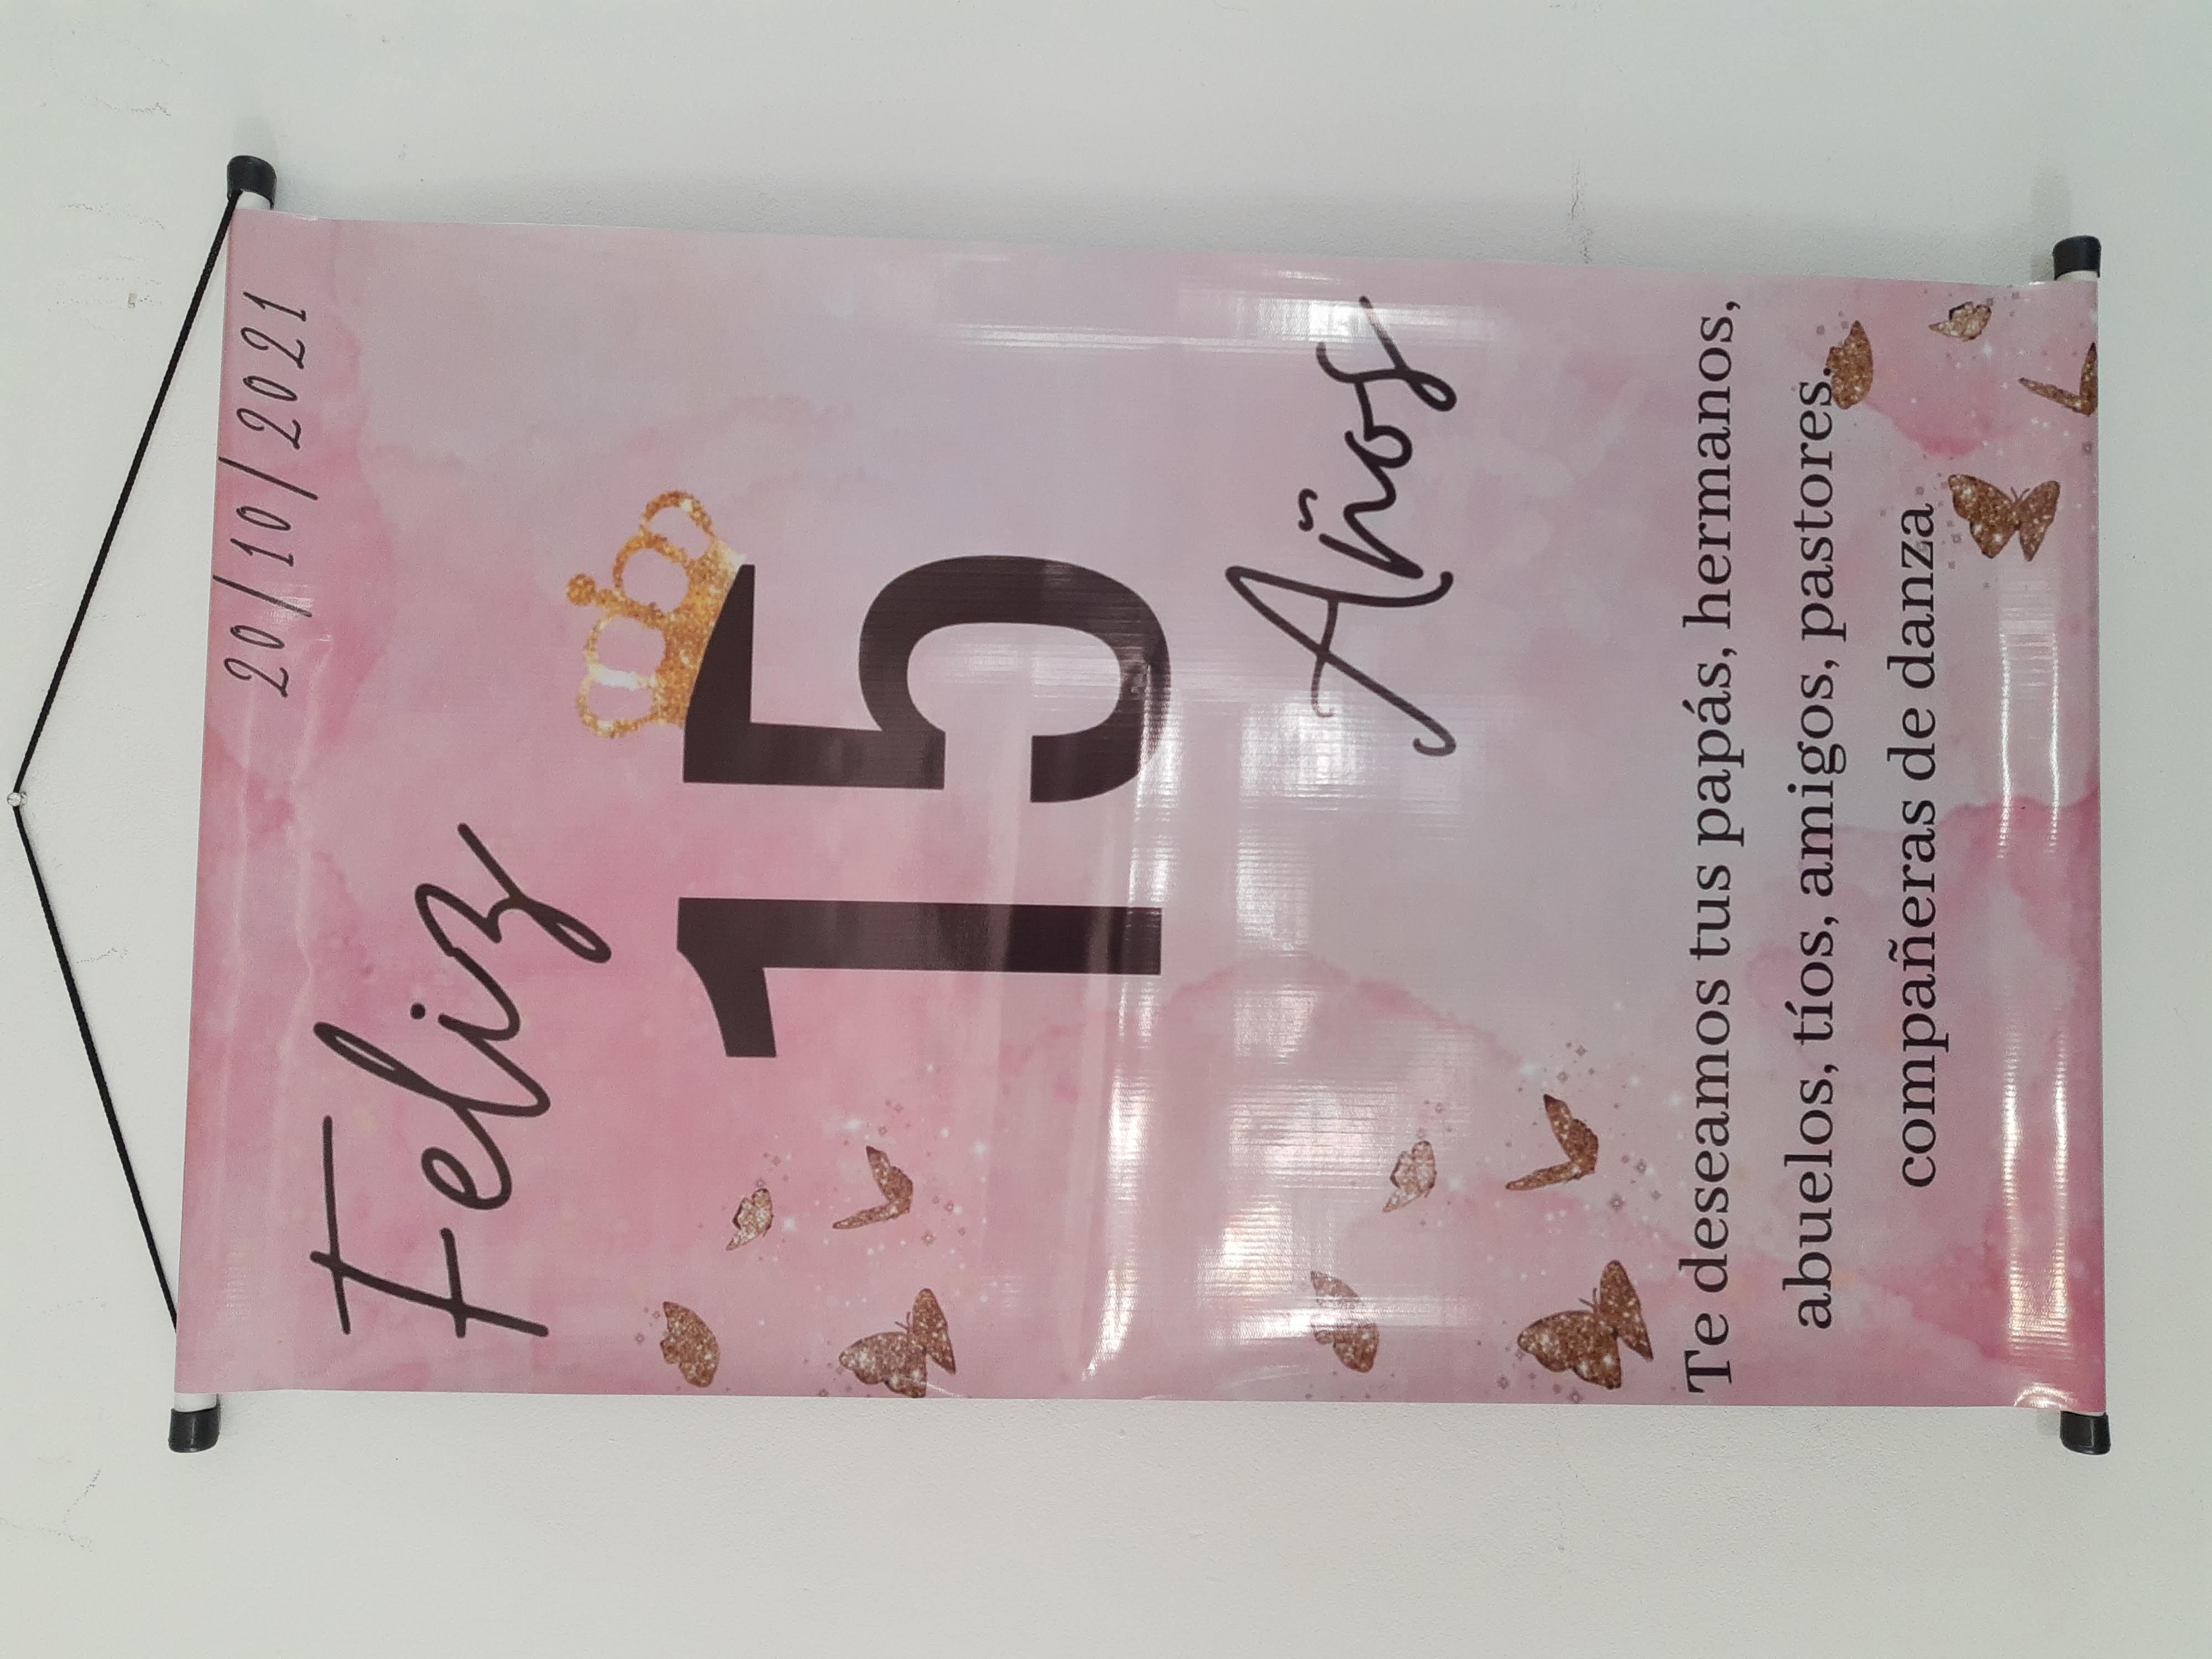 20/10/2021
Feliz
15
Años
Te deseamos tus papás, hermanos,
abuelos, tíos, amigos, pastores,
compañeras de danza